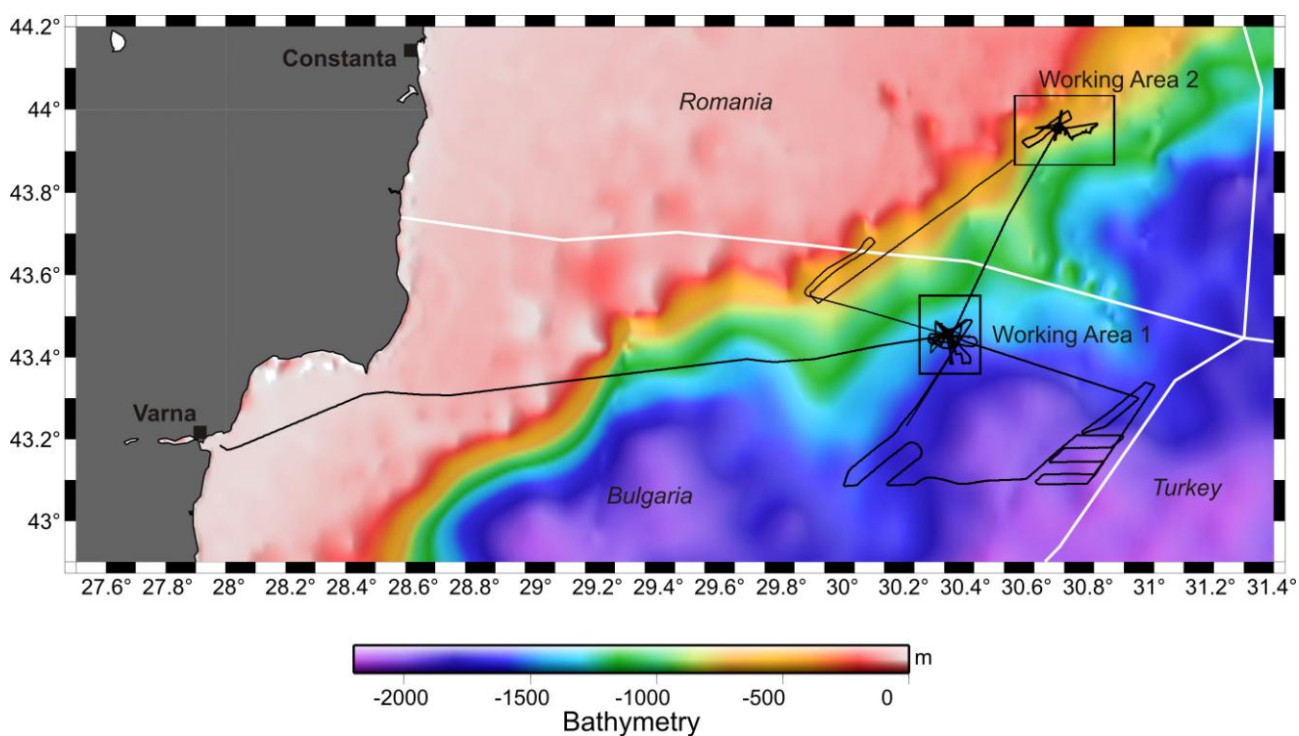 44.2°
Constanta
Working Area 2
44°
Romania
43.8°
43.6°
Working Area 1
43.4°
Varna
43.2°
Bulgaria
Turkey
43°
27.6° 27.8° 28° 28.2° 28.4° 28.6° 28.8° 29° 29.2° 29.4° 29.6° 29.8° 30° 30.2° 30.4° 30.6° 30.8° 31° 31.2° 31.4°
m
-2000 -1500 -1000 -500 0
Bathymetry